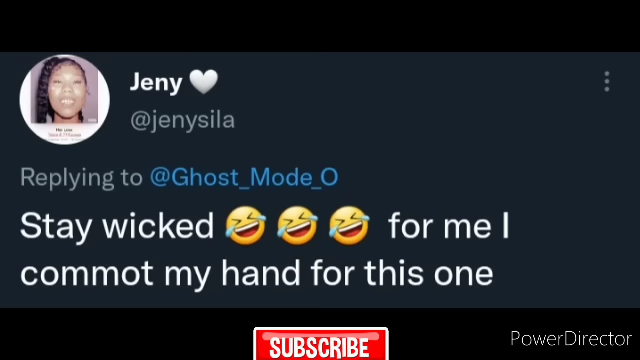 Jeny 🤍
@jenysila
Replying to @Ghost_Mode_O
Stay wicked 🤣 🤣 🤣 for me I
commot my hand for this one
SUBSCRIBE
PowerDirector